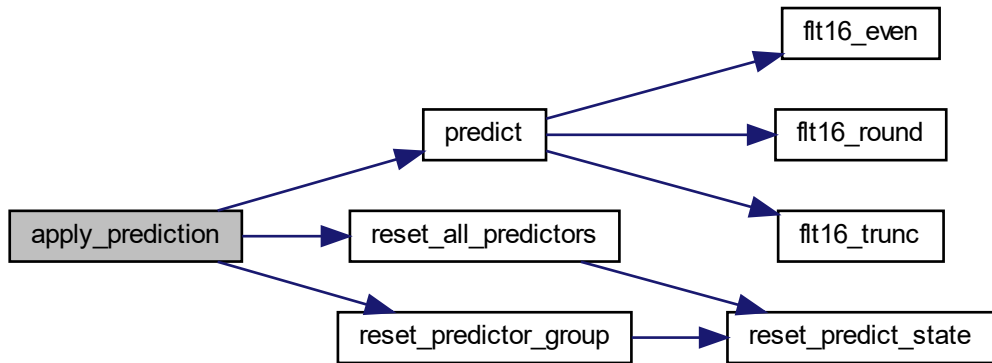 flt16_even
predict
flt16_round
apply_prediction
reset_all_predictors
flt16_trunc
reset_predictor_group
reset_predict_state